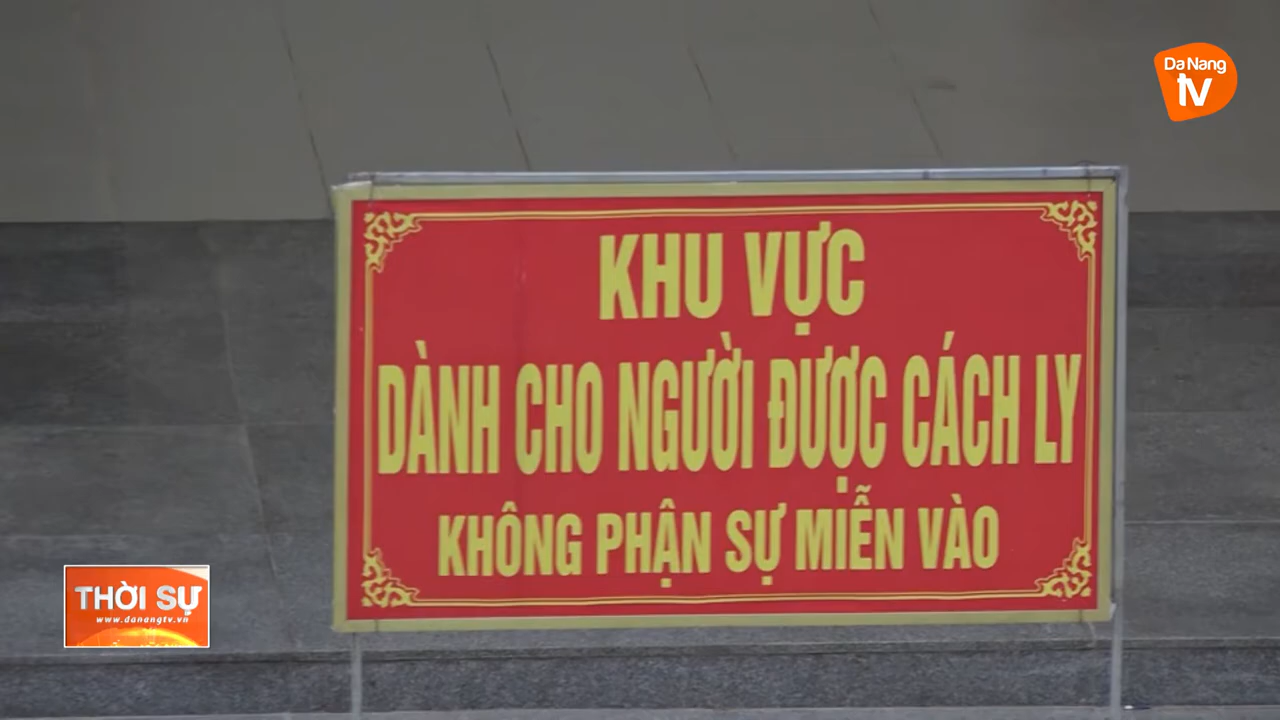 Da Nang
tv
KHU VỰC
DÀNH CHO NGƯỜI ĐƯỢC CÁCH LY
KHÔNG PHẬN SỰ MIỄN VÀO
THỜI SỰ
www.danangtv.vn